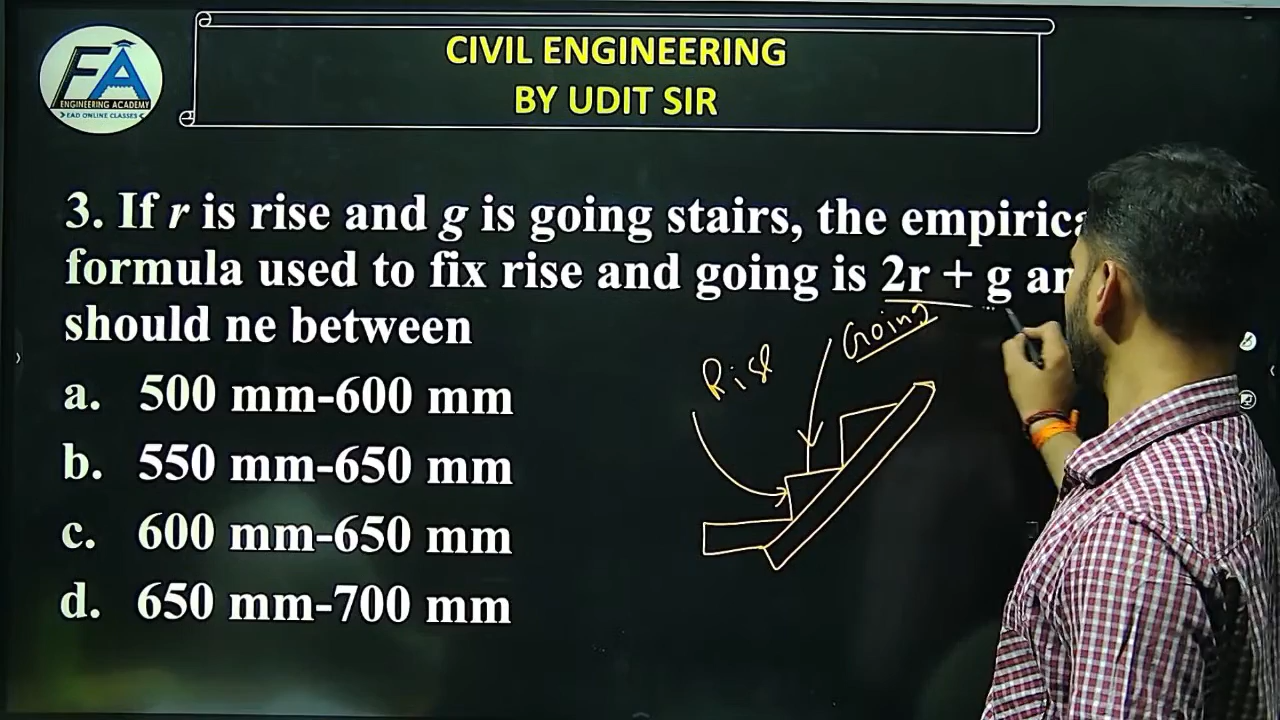 FA
ENGINEERING ACADEMY
EAD ONLINE CLASSES
CIVIL ENGINEERING
BY UDIT SIR
3. If r is rise and g is going stairs, the
formula used to fix rise and going is 2r + g
should ne between
Going
Rise
a. 500 mm-600 mm
b. 550 mm-650 mm
c. 600 mm-650 mm
d. 650 mm-700 mm